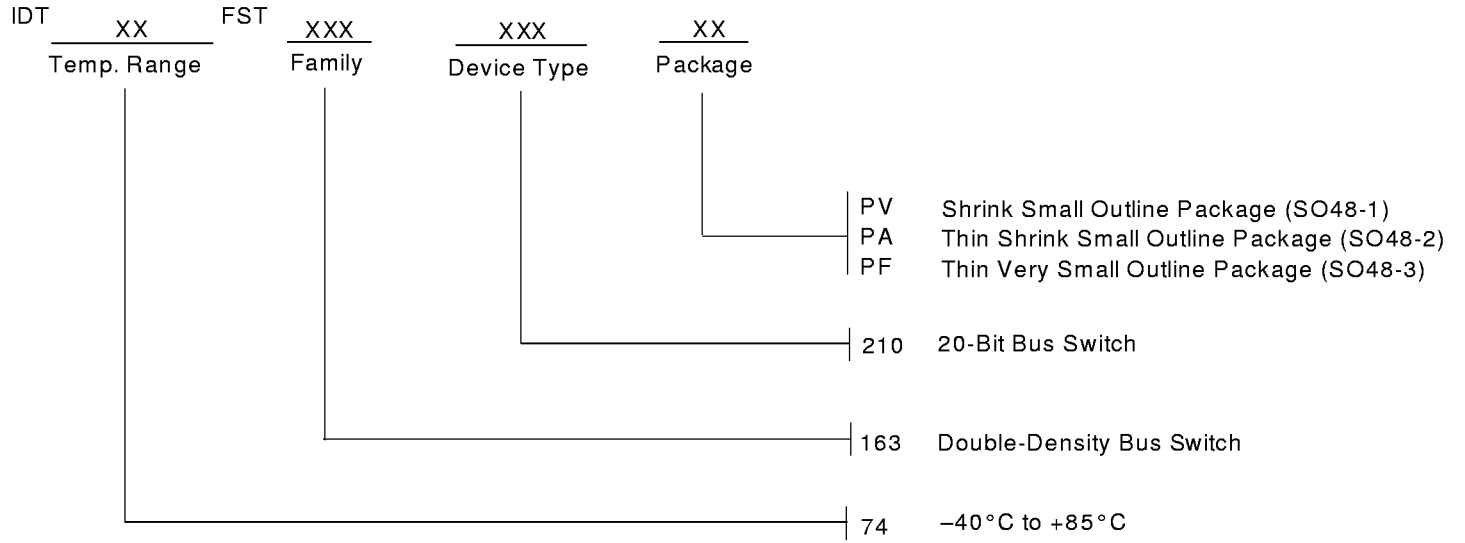 IDT XX FST XXX XXX XX
Temp. Range Family Device Type Package
PV Shrink Small Outline Package (SO48-1)
PA Thin Shrink Small Outline Package (SO48-2)
PF Thin Very Small Outline Package (SO48-3)
210 20-Bit Bus Switch
163 Double-Density Bus Switch
74 –40°C to +85°C